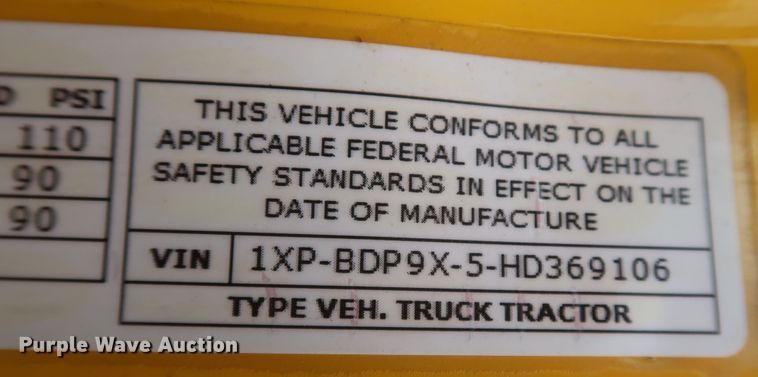 PSI
110
90
90
THIS VEHICLE CONFORMS TO ALL
APPLICABLE FEDERAL MOTOR VEHICLE
SAFETY STANDARDS IN EFFECT ON THE
DATE OF MANUFACTURE
VIN 1XP-BDP9X-5-HD369106
TYPE VEH. TRUCK TRACTOR
Purple Wave Auction